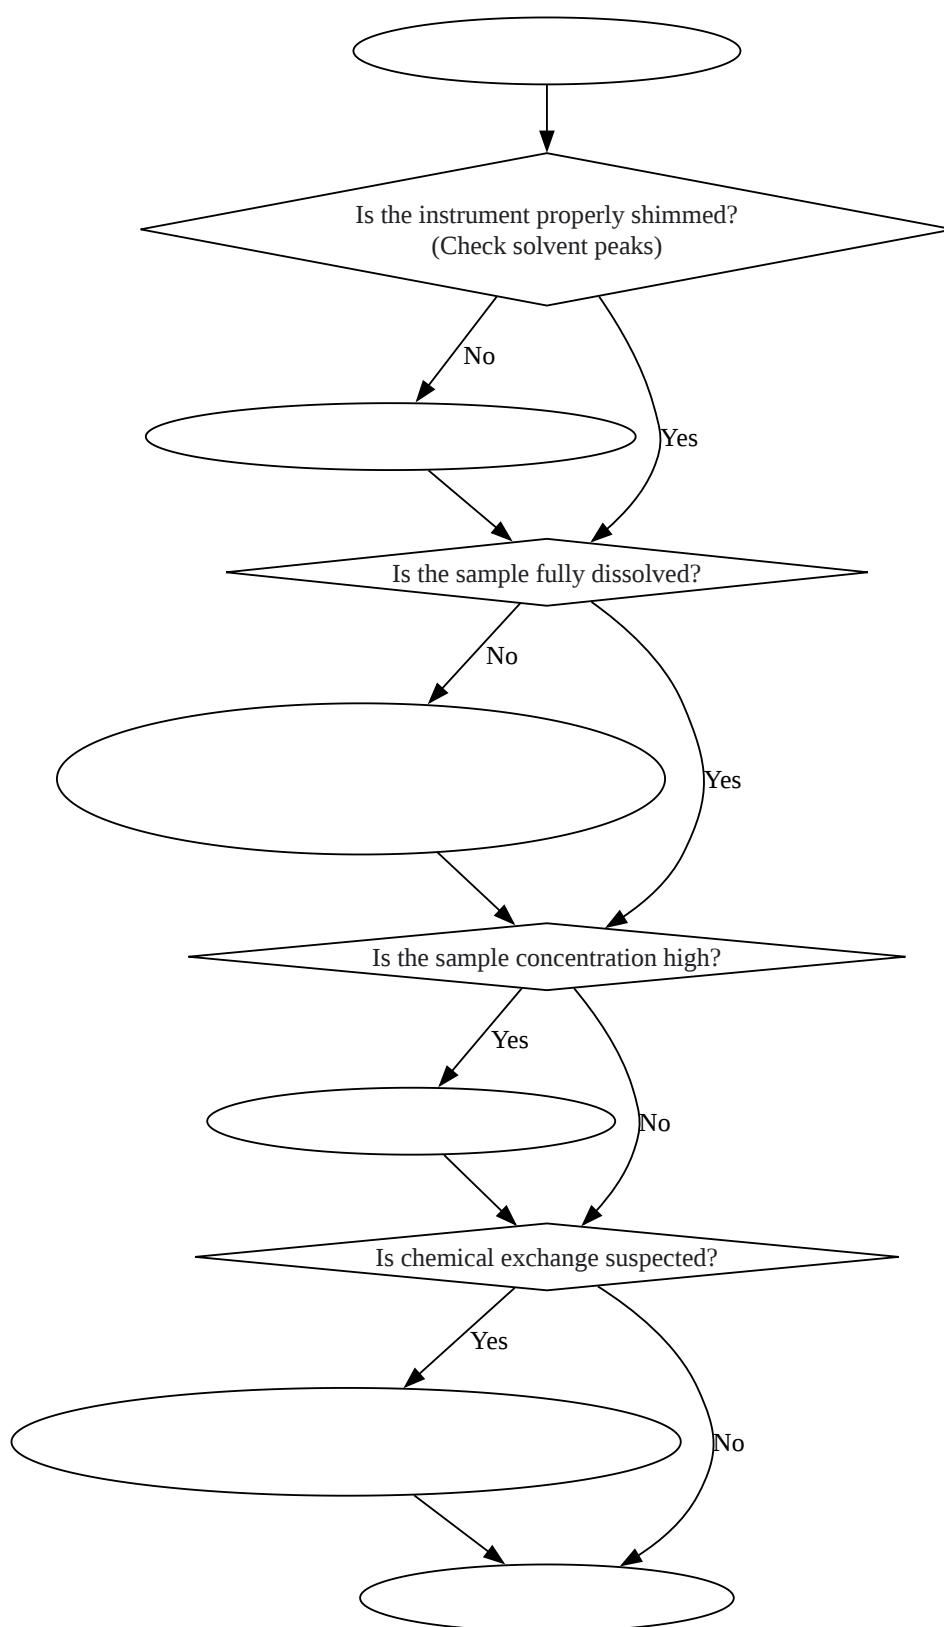 Is the instrument properly shimmed?
(Check solvent peaks)
No
Yes
Is the sample fully dissolved?
No
Yes
Is the sample concentration high?
Yes
No
Is chemical exchange suspected?
Yes
No